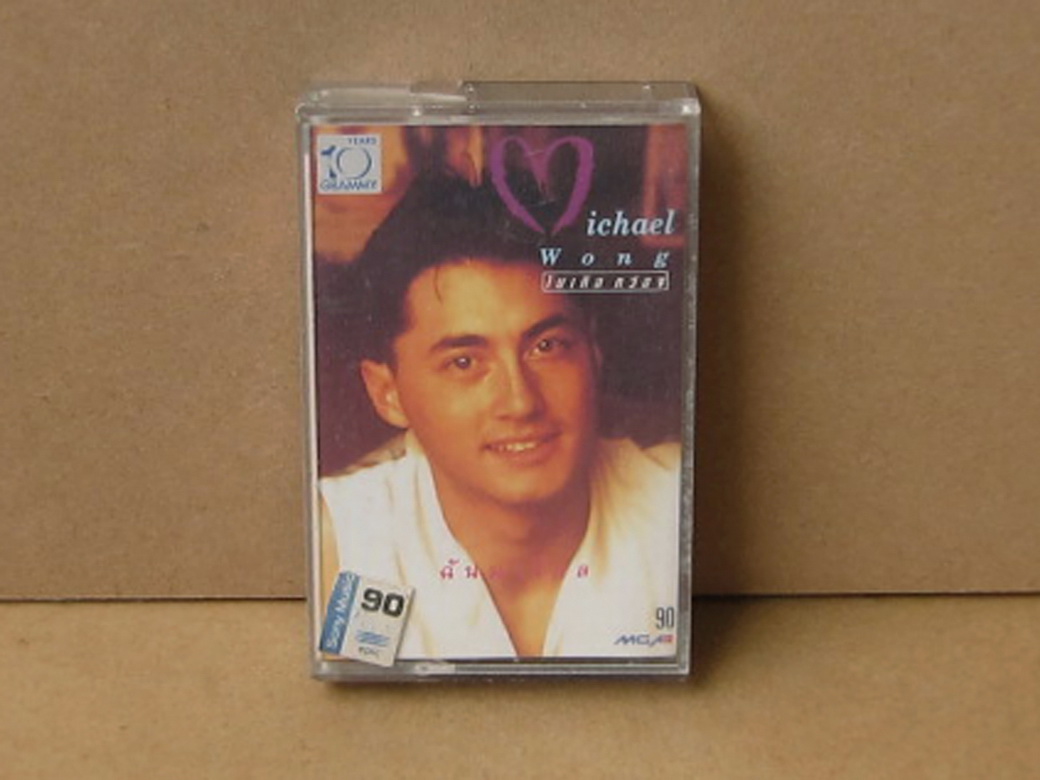 10 YEARS
GRAMMY
Michael
Wong
ไมเคิล หว่อง
Sony Music
90
epic
90
MGA